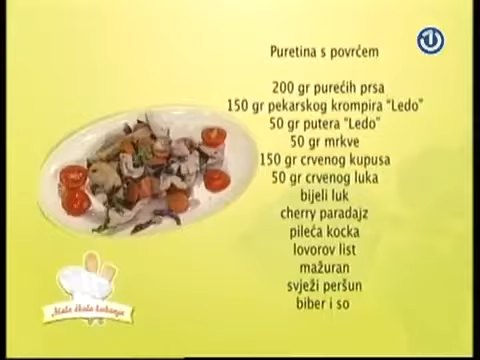 Puretina s povrćem
200 gr purećih prsa
150 gr pekarskog krompira “Ledo”
50 gr putera “Ledo”
50 gr mrkve
150 gr crvenog kupusa
50 gr crvenog luka
bijeli luk
cherry paradajz
pileća kocka
lovorov list
mažuran
svježi peršun
biber i so
Mala škola kuhanja
1